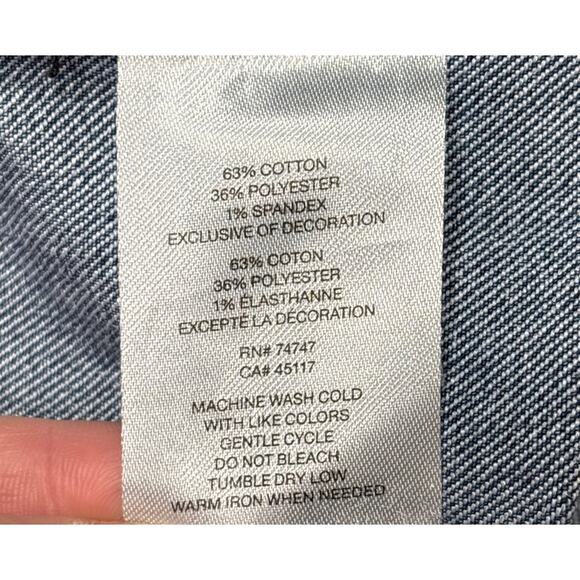 63% COTTON
36% POLYESTER
1% SPANDEX
EXCLUSIVE OF DECORATION
63% COTON
36% POLYESTER
1% ÉLASTHANNE
EXCEPTÉ LA DECORATION
RN# 74747
CA# 45117
MACHINE WASH COLD
WITH LIKE COLORS
GENTLE CYCLE
DO NOT BLEACH
TUMBLE DRY LOW
WARM IRON WHEN NEEDED